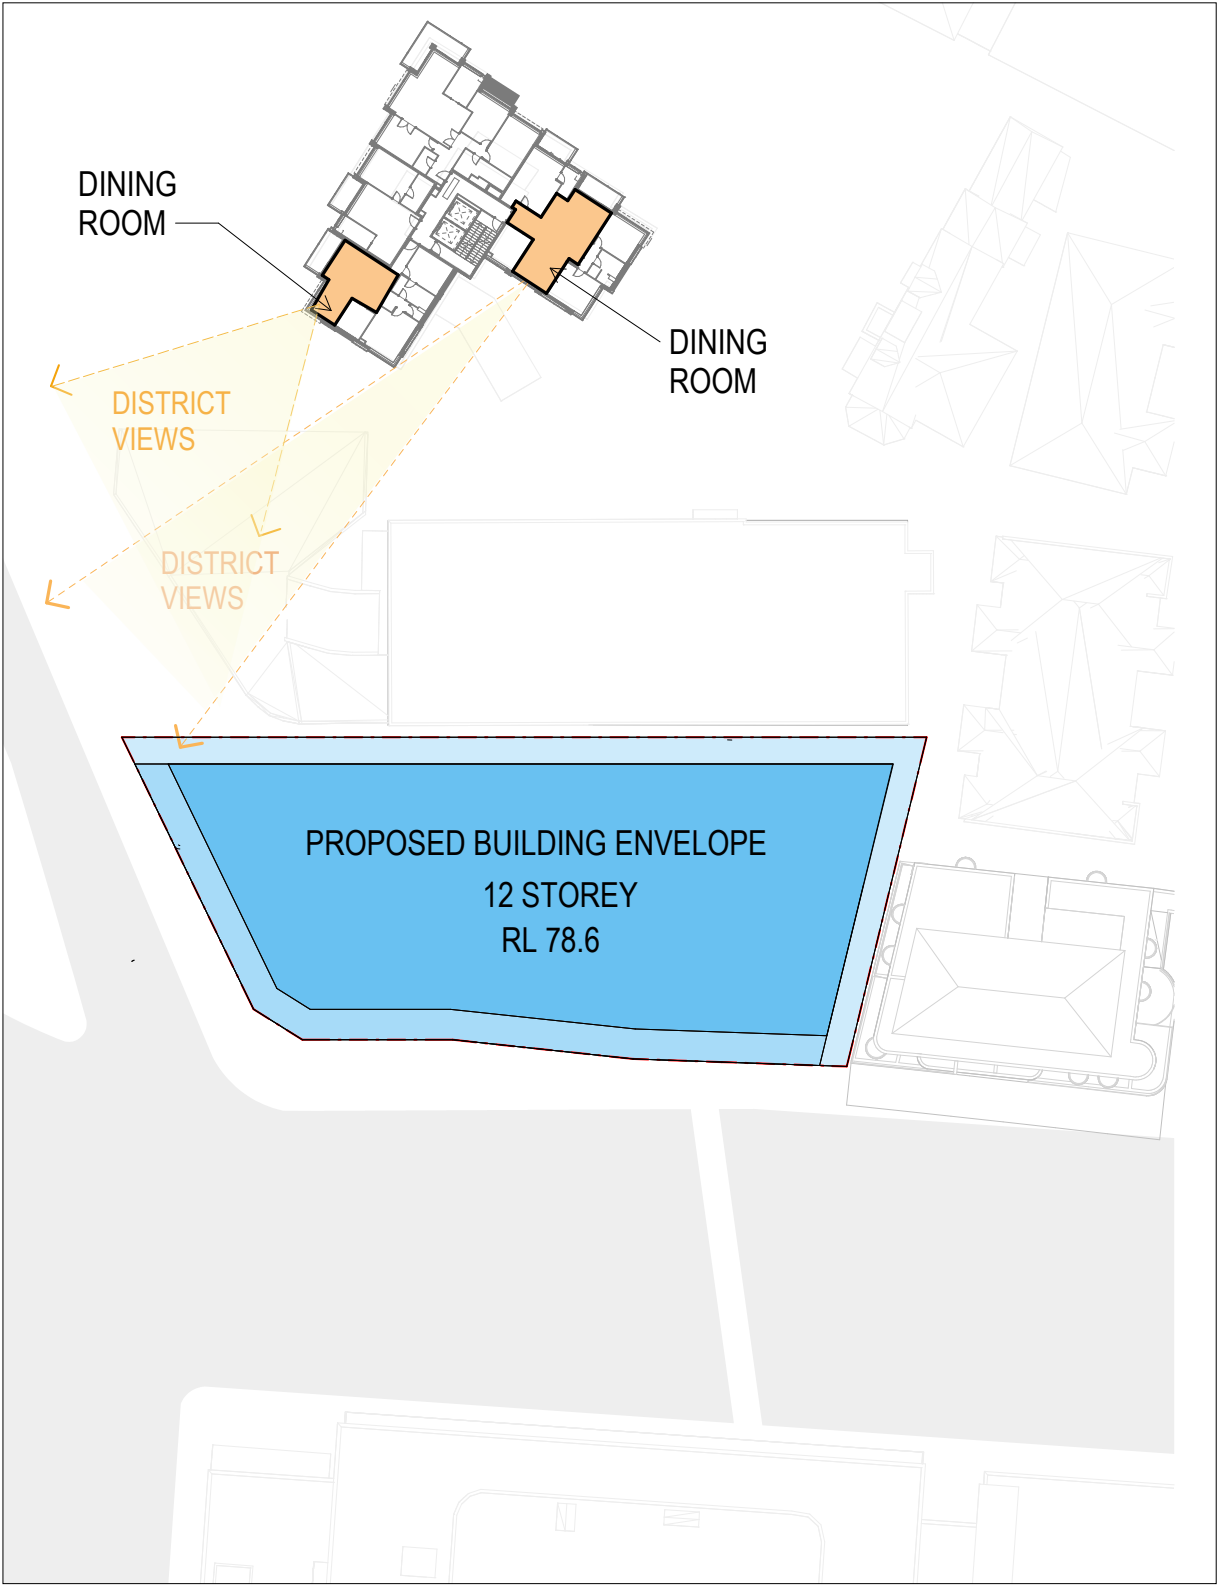 DINING
ROOM
DINING
ROOM
DISTRICT
VIEWS
DISTRICT
VIEWS
PROPOSED BUILDING ENVELOPE
12 STOREY
RL 78.6